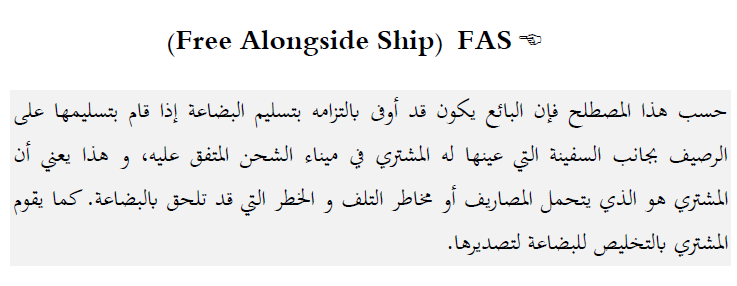 ☜ FAS (Free Alongside Ship)
حسب هذا المصطلح فإن البائع يكون قد أوفى بالتزامه بتسليم البضاعة إذا قام بتسليمها على
الرصيف بجانب السفينة التي عينها له المشتري في ميناء الشحن المتفق عليه، و هذا يعني أن
المشتري هو الذي يتحمل المصاريف أو مخاطر التلف و الخطر التي قد تلحق بالبضاعة. كما يقوم
المشتري بالتخليص للبضاعة لتصديرها.